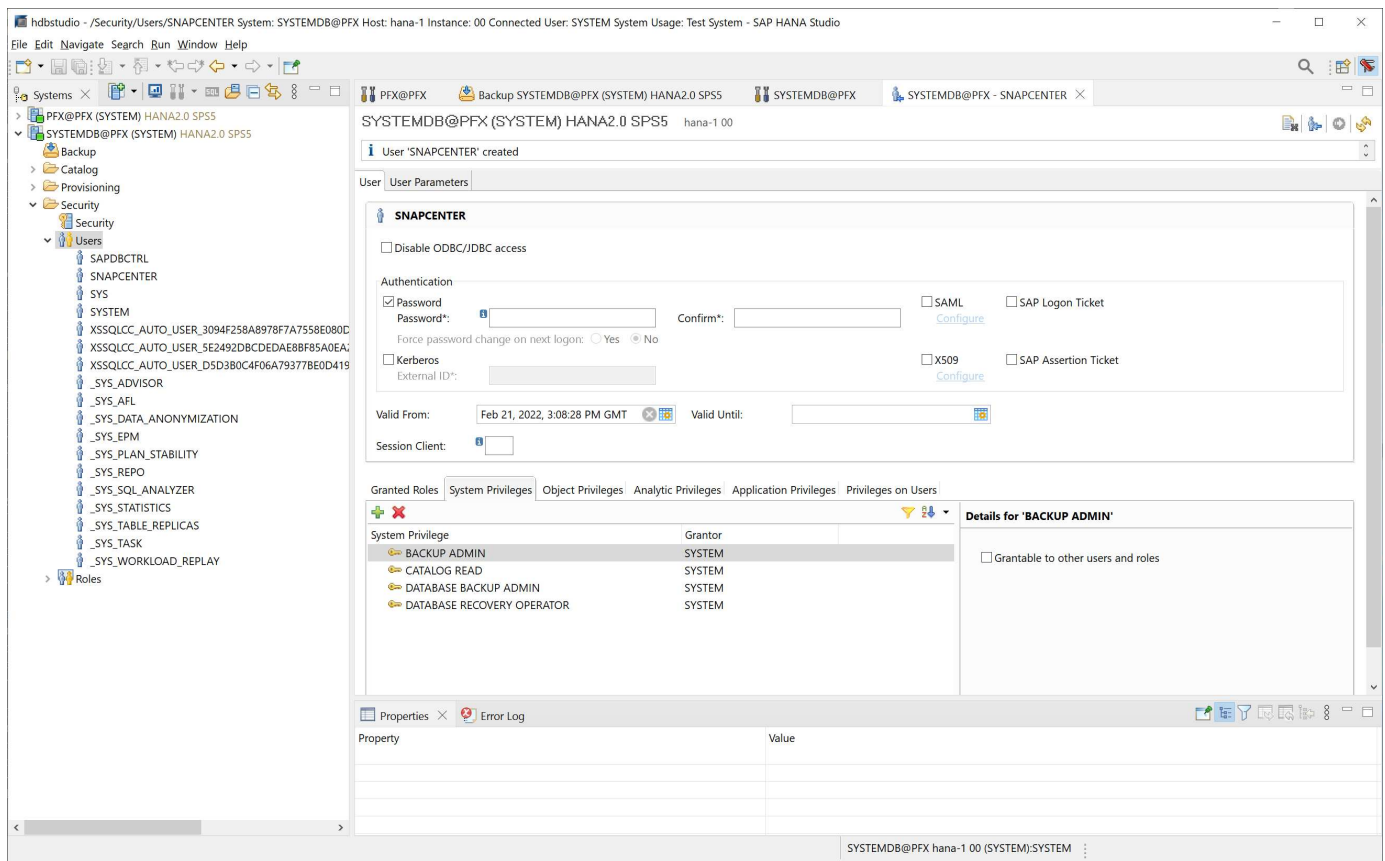 hdbstudio - /Security/Users/SNAPCENTER System: SYSTEMDB@PFX Host: hana-1 Instance: 00 Connected User: SYSTEM System Usage: Test System - SAP HANA Studio
File Edit Navigate Search Run Window Help
Systems
PFX@PFX (SYSTEM) HANA2.0 SPS5
SYSTEMDB@PFX (SYSTEM) HANA2.0 SPS5
Backup
Catalog
Provisioning
Security
Security
Users
SAPDBCTRL
SNAPCENTER
SYS
SYSTEM
XSSQLCC_AUTO_USER_3094F258A8978F7A7558E080D
XSSQLCC_AUTO_USER_5E2492DBCDEDAE8BF85A0EA2
XSSQLCC_AUTO_USER_D5D3B0C4F06A79377BE0D419
_SYS_ADVISOR
_SYS_AFL
_SYS_DATA_ANONYMIZATION
_SYS_EPM
_SYS_PLAN_STABILITY
_SYS_REPO
_SYS_SQL_ANALYZER
_SYS_STATISTICS
_SYS_TABLE_REPLICAS
_SYS_TASK
_SYS_WORKLOAD_REPLAY
Roles
PFX@PFX Backup SYSTEMDB@PFX (SYSTEM) HANA2.0 SPS5 SYSTEMDB@PFX SYSTEMDB@PFX - SNAPCENTER
SYSTEMDB@PFX (SYSTEM) HANA2.0 SPS5 hana-1 00
User 'SNAPCENTER' created
User User Parameters
SNAPCENTER
Disable ODBC/JDBC access
Authentication
Password SAML SAP Logon Ticket
Password*: Confirm*: Configure
Force password change on next logon: Yes No
Kerberos X509 SAP Assertion Ticket
External ID*: Configure
Valid From: Feb 21, 2022, 3:08:28 PM GMT Valid Until:
Session Client:
Granted Roles System Privileges Object Privileges Analytic Privileges Application Privileges Privileges on Users
Details for 'BACKUP ADMIN'
System Privilege Grantor
BACKUP ADMIN SYSTEM
Grantable to other users and roles
CATALOG READ SYSTEM
DATABASE BACKUP ADMIN SYSTEM
DATABASE RECOVERY OPERATOR SYSTEM
Properties Error Log
Property Value
SYSTEMDB@PFX hana-1 00 (SYSTEM):SYSTEM